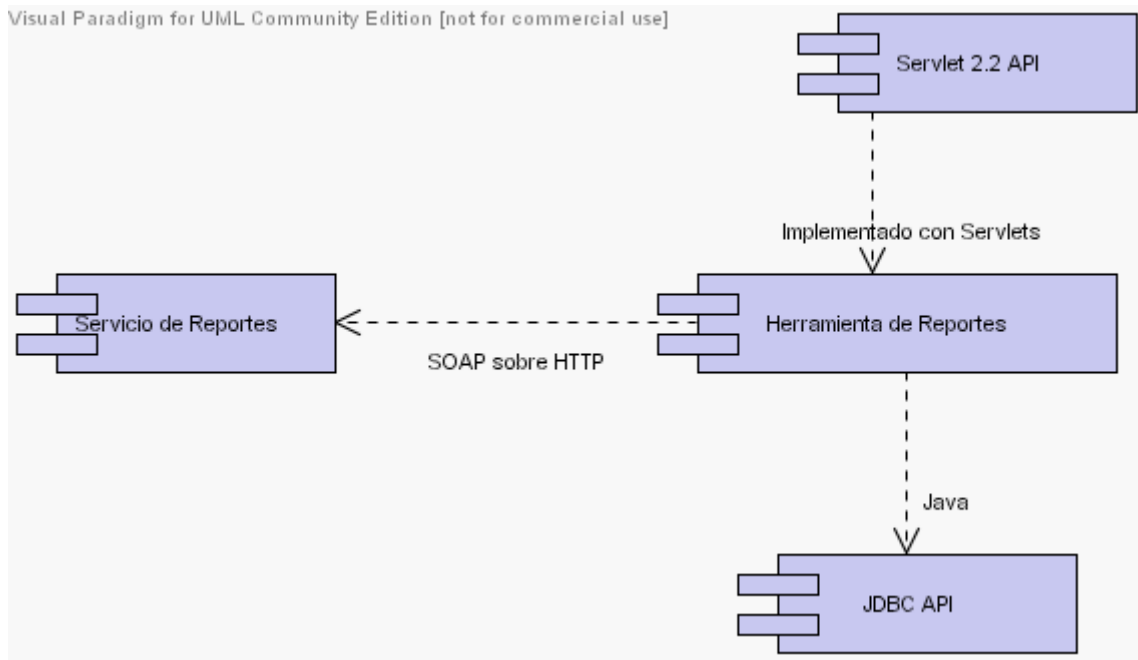 Visual Paradigm for UML Community Edition [not for commercial use]
Servlet 2.2 API
Implementado con Servlets
Servicio de Reportes
Herramienta de Reportes
SOAP sobre HTTP
Java
JDBC API